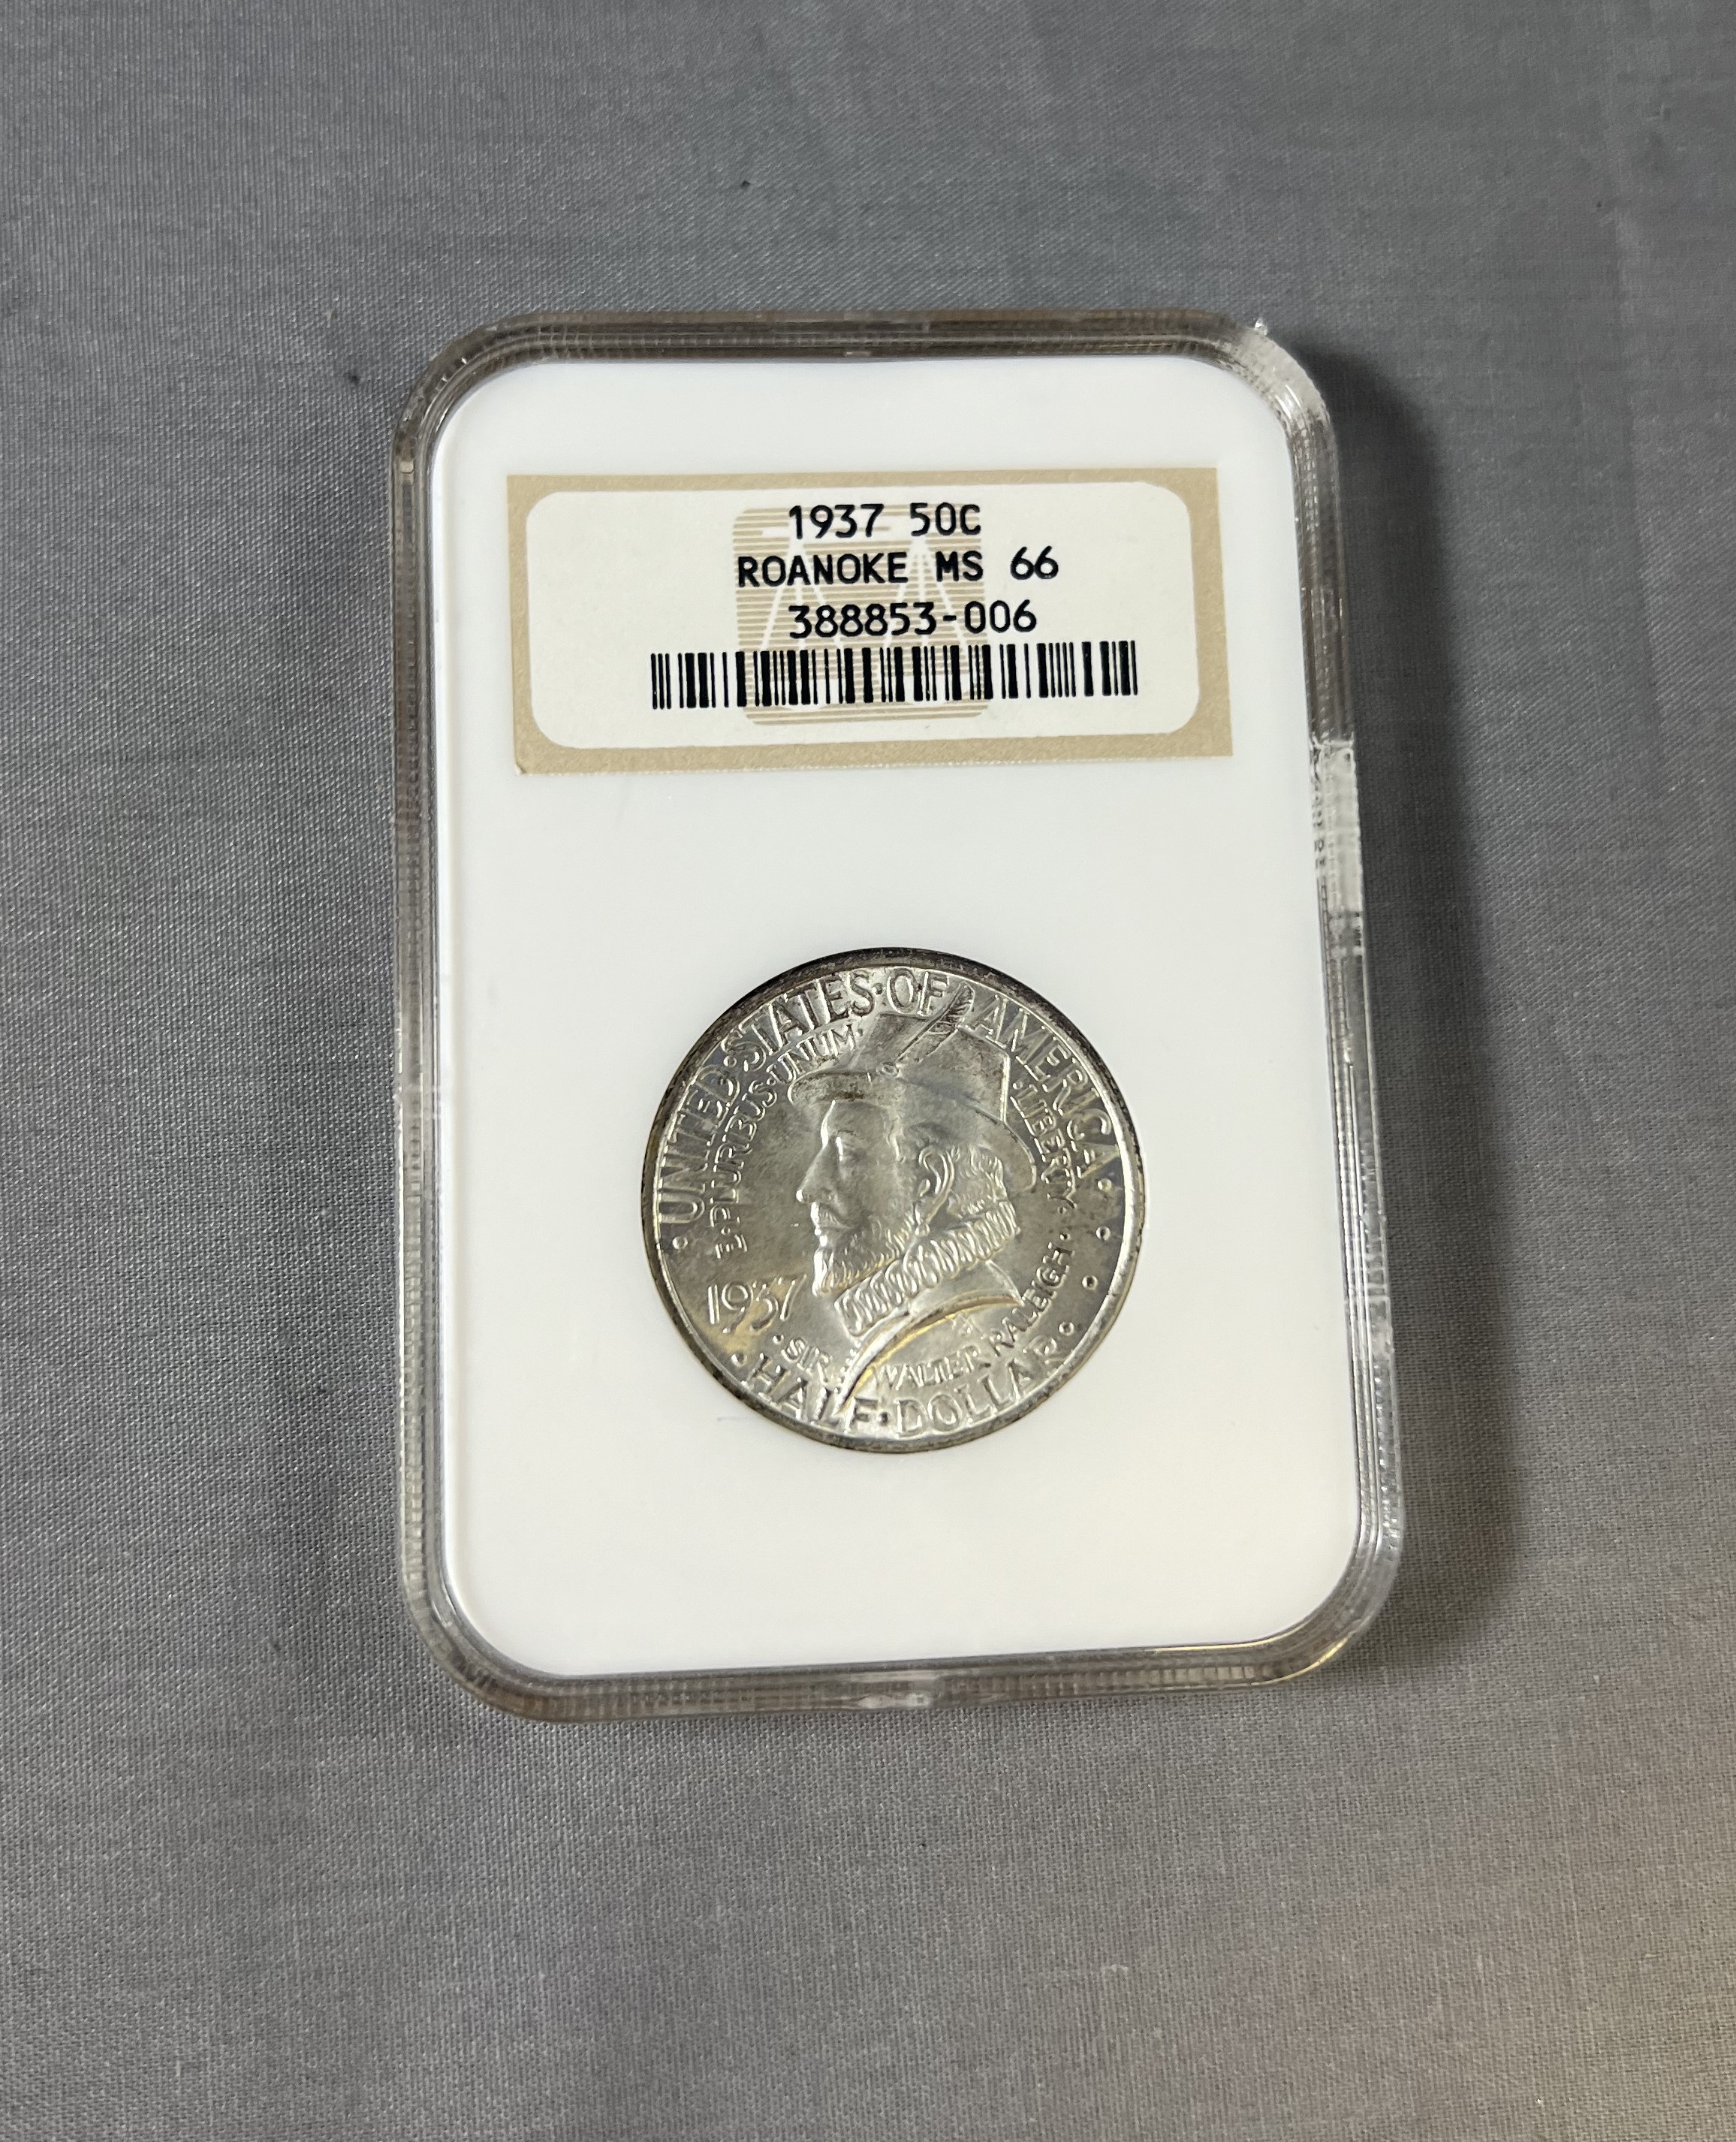 1937 50C
ROANOKE MS 66
388853-006
·UNITED·STATES·OF AMERICA·
E·PLURIBUS·UNUM·
·LIBERTY·
1937
·SIR WALTER RALEIGH·
·HALF·DOLLAR·